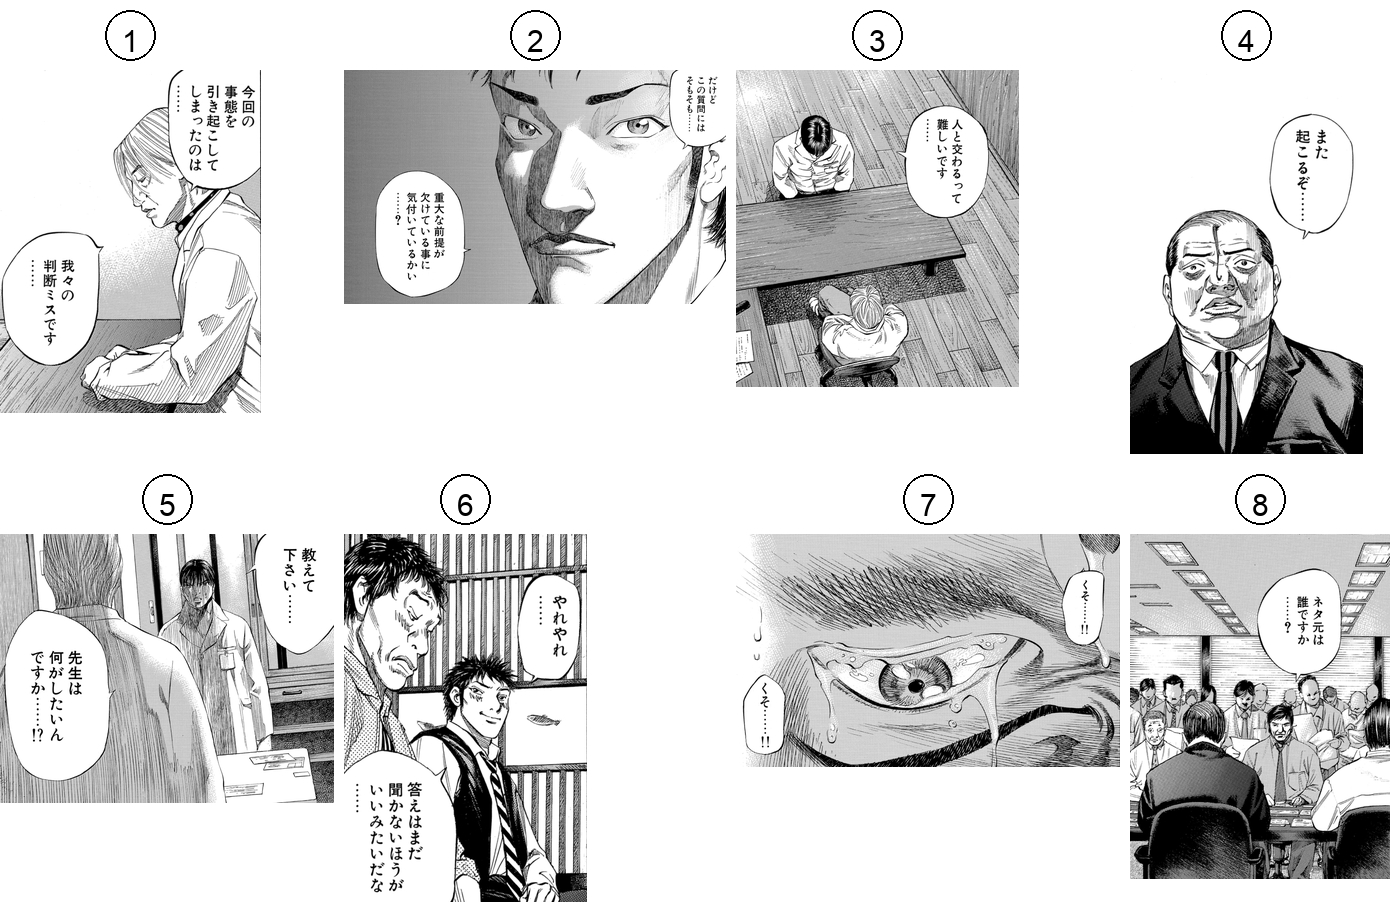 1
今回の
事態を
引き起こして
しまったのは
……
我々の
判断ミスです
……
2
だけど
この質問には
そもそも……
重大な前提が
欠けている事に
気付いているかい
……?
3
人と交わるって
難しいです
……
4
また
起こるぞ……
5
教えて
下さい……
先生は
何がしたいん
ですか……!?
6
やれやれ
……
答えはまだ
聞かないほうが
いいみたいだな
……
7
くそ……!!
くそ……!!
8
ネタ元は
誰ですか
……?